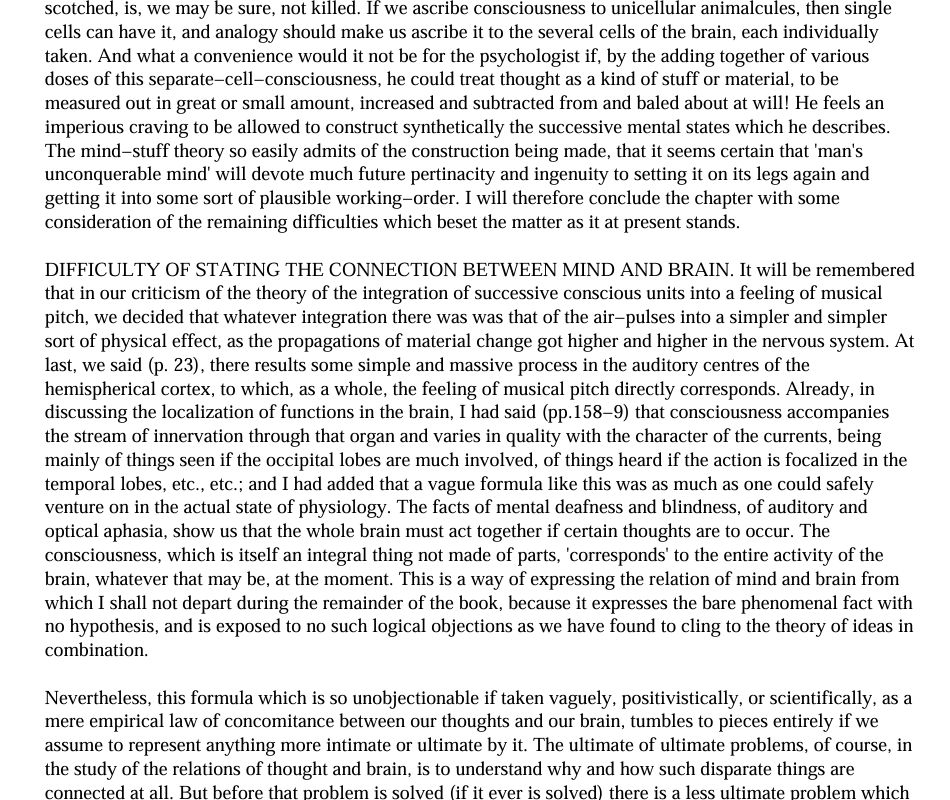 scotched, is, we may be sure, not killed. If we ascribe consciousness to unicellular animalcules, then single
cells can have it, and analogy should make us ascribe it to the several cells of the brain, each individually
taken. And what a convenience would it not be for the psychologist if, by the adding together of various
doses of this separate−cell−consciousness, he could treat thought as a kind of stuff or material, to be
measured out in great or small amount, increased and subtracted from and baled about at will! He feels an
imperious craving to be allowed to construct synthetically the successive mental states which he describes.
The mind−stuff theory so easily admits of the construction being made, that it seems certain that 'man's
unconquerable mind' will devote much future pertinacity and ingenuity to setting it on its legs again and
getting it into some sort of plausible working−order. I will therefore conclude the chapter with some
consideration of the remaining difficulties which beset the matter as it at present stands.
DIFFICULTY OF STATING THE CONNECTION BETWEEN MIND AND BRAIN. It will be remembered
that in our criticism of the theory of the integration of successive conscious units into a feeling of musical
pitch, we decided that whatever integration there was was that of the air−pulses into a simpler and simpler
sort of physical effect, as the propagations of material change got higher and higher in the nervous system. At
last, we said (p. 23), there results some simple and massive process in the auditory centres of the
hemispherical cortex, to which, as a whole, the feeling of musical pitch directly corresponds. Already, in
discussing the localization of functions in the brain, I had said (pp.158−9) that consciousness accompanies
the stream of innervation through that organ and varies in quality with the character of the currents, being
mainly of things seen if the occipital lobes are much involved, of things heard if the action is focalized in the
temporal lobes, etc., etc.; and I had added that a vague formula like this was as much as one could safely
venture on in the actual state of physiology. The facts of mental deafness and blindness, of auditory and
optical aphasia, show us that the whole brain must act together if certain thoughts are to occur. The
consciousness, which is itself an integral thing not made of parts, 'corresponds' to the entire activity of the
brain, whatever that may be, at the moment. This is a way of expressing the relation of mind and brain from
which I shall not depart during the remainder of the book, because it expresses the bare phenomenal fact with
no hypothesis, and is exposed to no such logical objections as we have found to cling to the theory of ideas in
combination.
Nevertheless, this formula which is so unobjectionable if taken vaguely, positivistically, or scientifically, as a
mere empirical law of concomitance between our thoughts and our brain, tumbles to pieces entirely if we
assume to represent anything more intimate or ultimate by it. The ultimate of ultimate problems, of course, in
the study of the relations of thought and brain, is to understand why and how such disparate things are
connected at all. But before that problem is solved (if it ever is solved) there is a less ultimate problem which